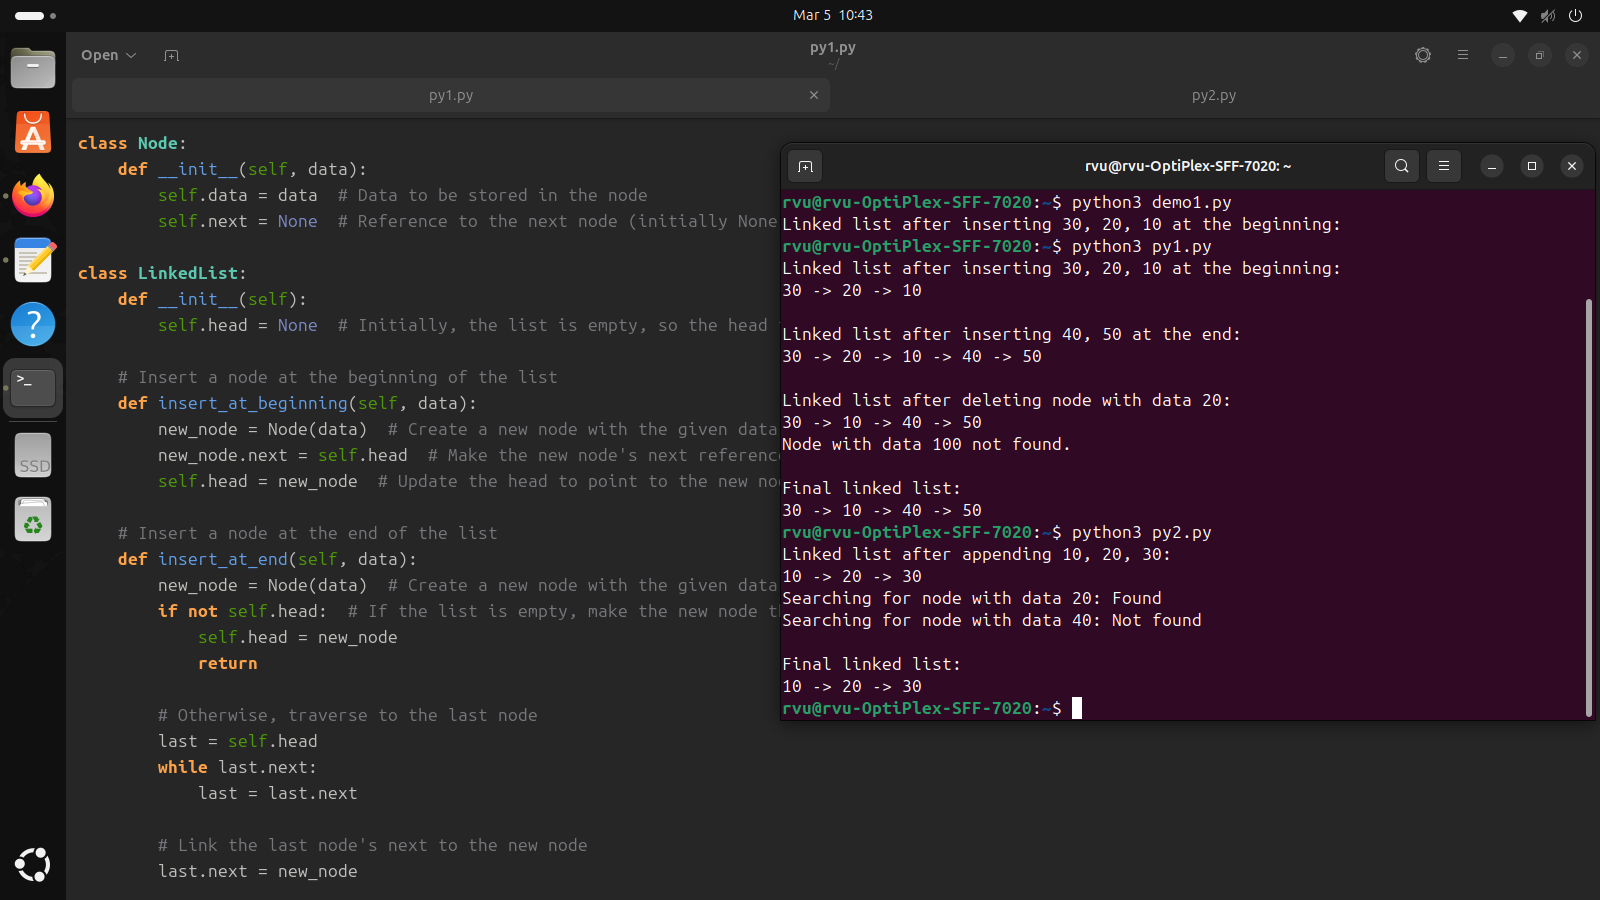 Mar 5  10:43
Open
py1.py
~/
py1.py
py2.py
class Node:
    def __init__(self, data):
        self.data = data  # Data to be stored in the node
        self.next = None  # Reference to the next node (initially None
class LinkedList:
    def __init__(self):
        self.head = None  # Initially, the list is empty, so the head
    # Insert a node at the beginning of the list
    def insert_at_beginning(self, data):
        new_node = Node(data)  # Create a new node with the given data
        new_node.next = self.head  # Make the new node's next referenc
        self.head = new_node  # Update the head to point to the new no
    # Insert a node at the end of the list
    def insert_at_end(self, data):
        new_node = Node(data)  # Create a new node with the given data
        if not self.head:  # If the list is empty, make the new node t
            self.head = new_node
            return
        # Otherwise, traverse to the last node
        last = self.head
        while last.next:
            last = last.next
        # Link the last node's next to the new node
        last.next = new_node
rvu@rvu-OptiPlex-SFF-7020: ~
rvu@rvu-OptiPlex-SFF-7020:~$ python3 demo1.py
Linked list after inserting 30, 20, 10 at the beginning:
rvu@rvu-OptiPlex-SFF-7020:~$ python3 py1.py
Linked list after inserting 30, 20, 10 at the beginning:
30 -> 20 -> 10
Linked list after inserting 40, 50 at the end:
30 -> 20 -> 10 -> 40 -> 50
Linked list after deleting node with data 20:
30 -> 10 -> 40 -> 50
Node with data 100 not found.
Final linked list:
30 -> 10 -> 40 -> 50
rvu@rvu-OptiPlex-SFF-7020:~$ python3 py2.py
Linked list after appending 10, 20, 30:
10 -> 20 -> 30
Searching for node with data 20: Found
Searching for node with data 40: Not found
Final linked list:
10 -> 20 -> 30
rvu@rvu-OptiPlex-SFF-7020:~$
SSD